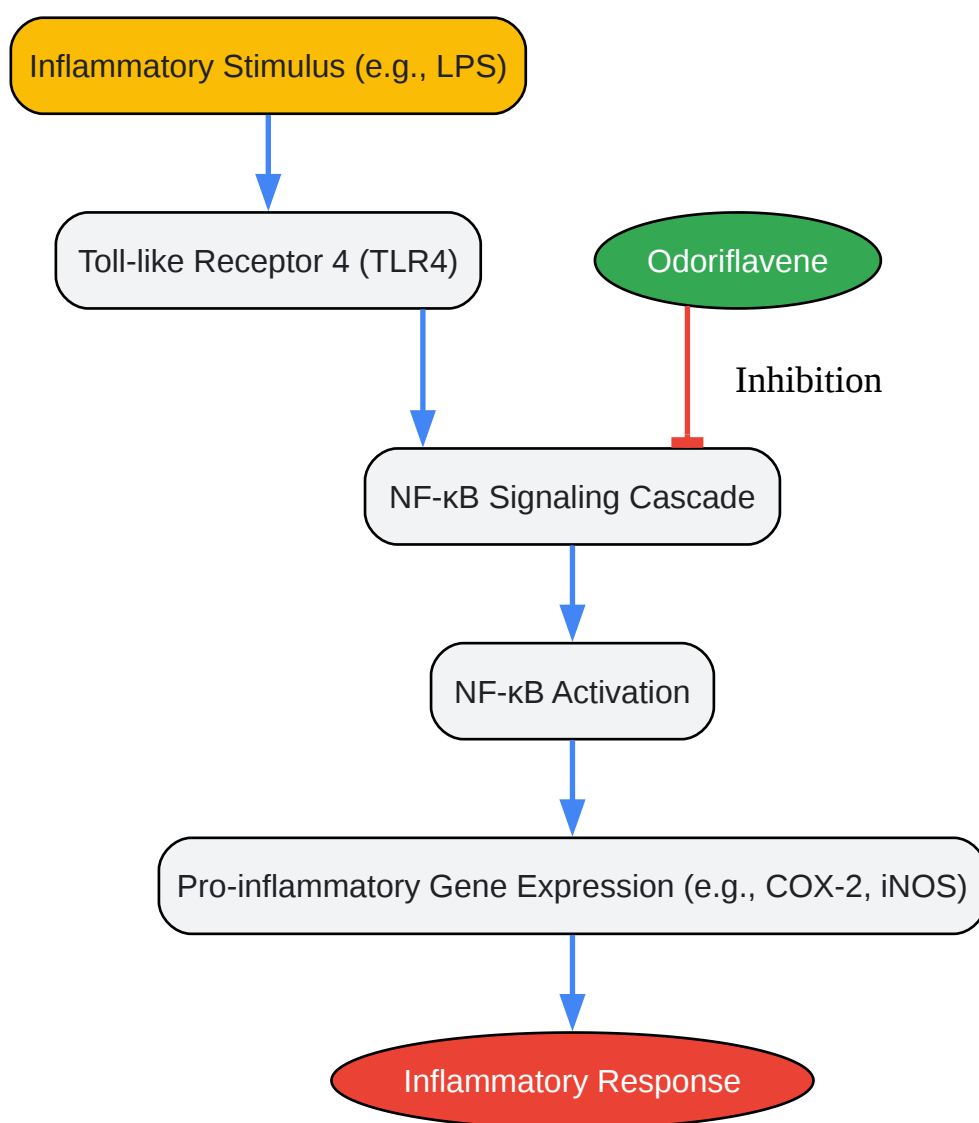 Inflammatory Stimulus (e.g., LPS)
Toll-like Receptor 4 (TLR4)
Odoriflavene
Inhibition
NF-κB Signaling Cascade
NF-κB Activation
Pro-inflammatory Gene Expression (e.g., COX-2, iNOS)
Inflammatory Response